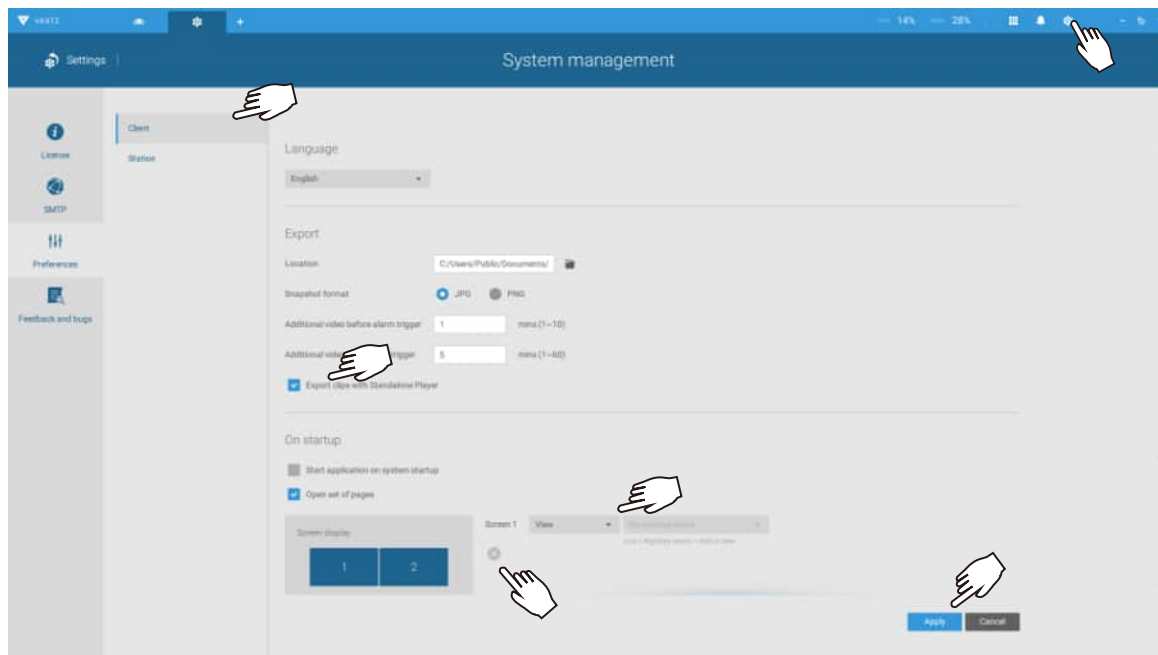 VAST2
14%
28%
Settings
System management
License
SMTP
Preferences
Feedback and bugs
Client
Station
Language
English
Export
Location C:/Users/Public/Documents/
Snapshot format JPG PNG
Additional video before alarm trigger 1 mins (1~10)
Additional trigger 5 mins (1~60)
Export clips with Standalone Player
On startup
Start application on system startup
Open set of pages
Screen display
1 2
Screen 1 View
Apply Cancel